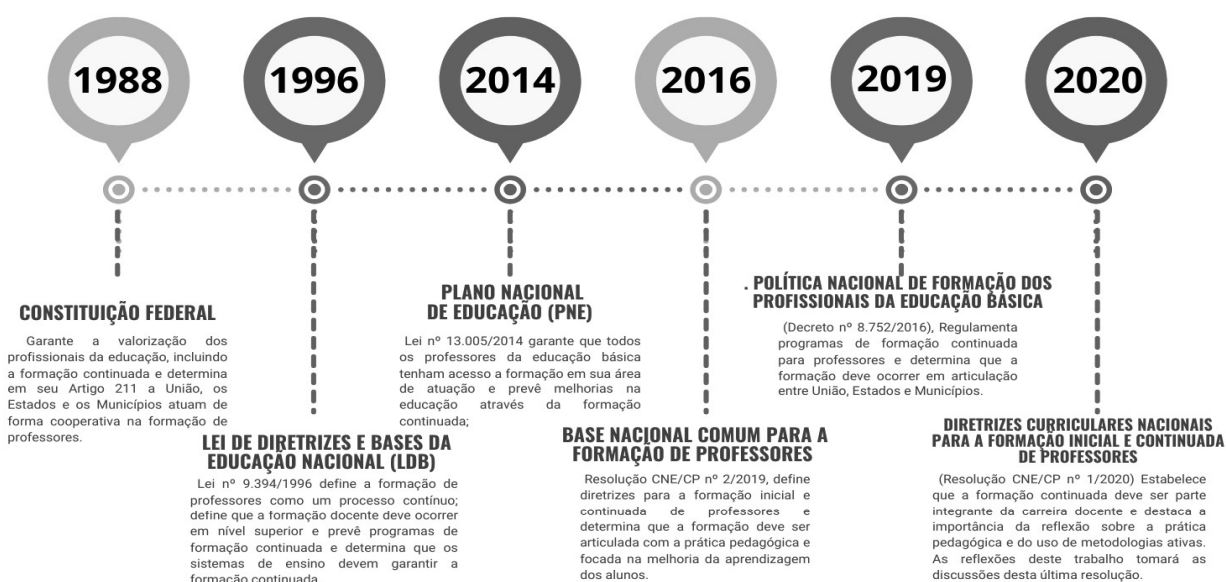 1988
1996
2014
2016
2019
2020
CONSTITUIÇÃO FEDERAL
Garante a valorização dos
profissionais da educação, incluindo
a formação continuada e determina
em seu Artigo 211 a União, os
Estados e os Municípios atuam de
forma cooperativa na formação de
professores.
LEI DE DIRETRIZES E BASES DA
EDUCAÇÃO NACIONAL (LDB)
Lei nº 9.394/1996 define a formação de
professores como um processo contínuo;
define que a formação docente deve ocorrer
em nível superior e prevê programas de
formação continuada e determina que os
sistemas de ensino devem garantir a
formação continuada
PLANO NACIONAL
DE EDUCAÇÃO (PNE)
Lei nº 13.005/2014 garante que todos
os professores da educação básica
tenham acesso a formação em sua área
de atuação e prevê melhorias na
educação através da formação
continuada;
BASE NACIONAL COMUM PARA A
FORMAÇÃO DE PROFESSORES
Resolução CNE/CP nº 2/2019, define
diretrizes para a formação inicial e
continuada de professores e
determina que a formação deve ser
articulada com a prática pedagógica e
focada na melhoria da aprendizagem
dos alunos.
. POLÍTICA NACIONAL DE FORMAÇÃO DOS
PROFISSIONAIS DA EDUCAÇÃO BÁSICA
(Decreto nº 8.752/2016), Regulamenta
programas de formação continuada
para professores e determina que a
formação deve ocorrer em articulação
entre União, Estados e Municípios.
DIRETRIZES CURRICULARES NACIONAIS
PARA A FORMAÇÃO INICIAL E CONTINUADA
DE PROFESSORES
(Resolução CNE/CP nº 1/2020) Estabelece
que a formação continuada deve ser parte
integrante da carreira docente e destaca a
importância da reflexão sobre a prática
pedagógica e do uso de metodologias ativas.
As reflexões deste trabalho tomará as
discussões desta última resolução.